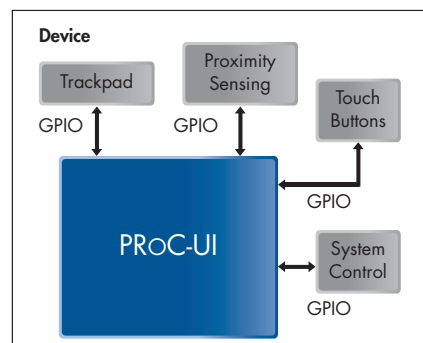 Device
Trackpad
Proximity
Sensing
Touch
Buttons
GPIO
GPIO
GPIO
PRoC-UI
System
Control
GPIO